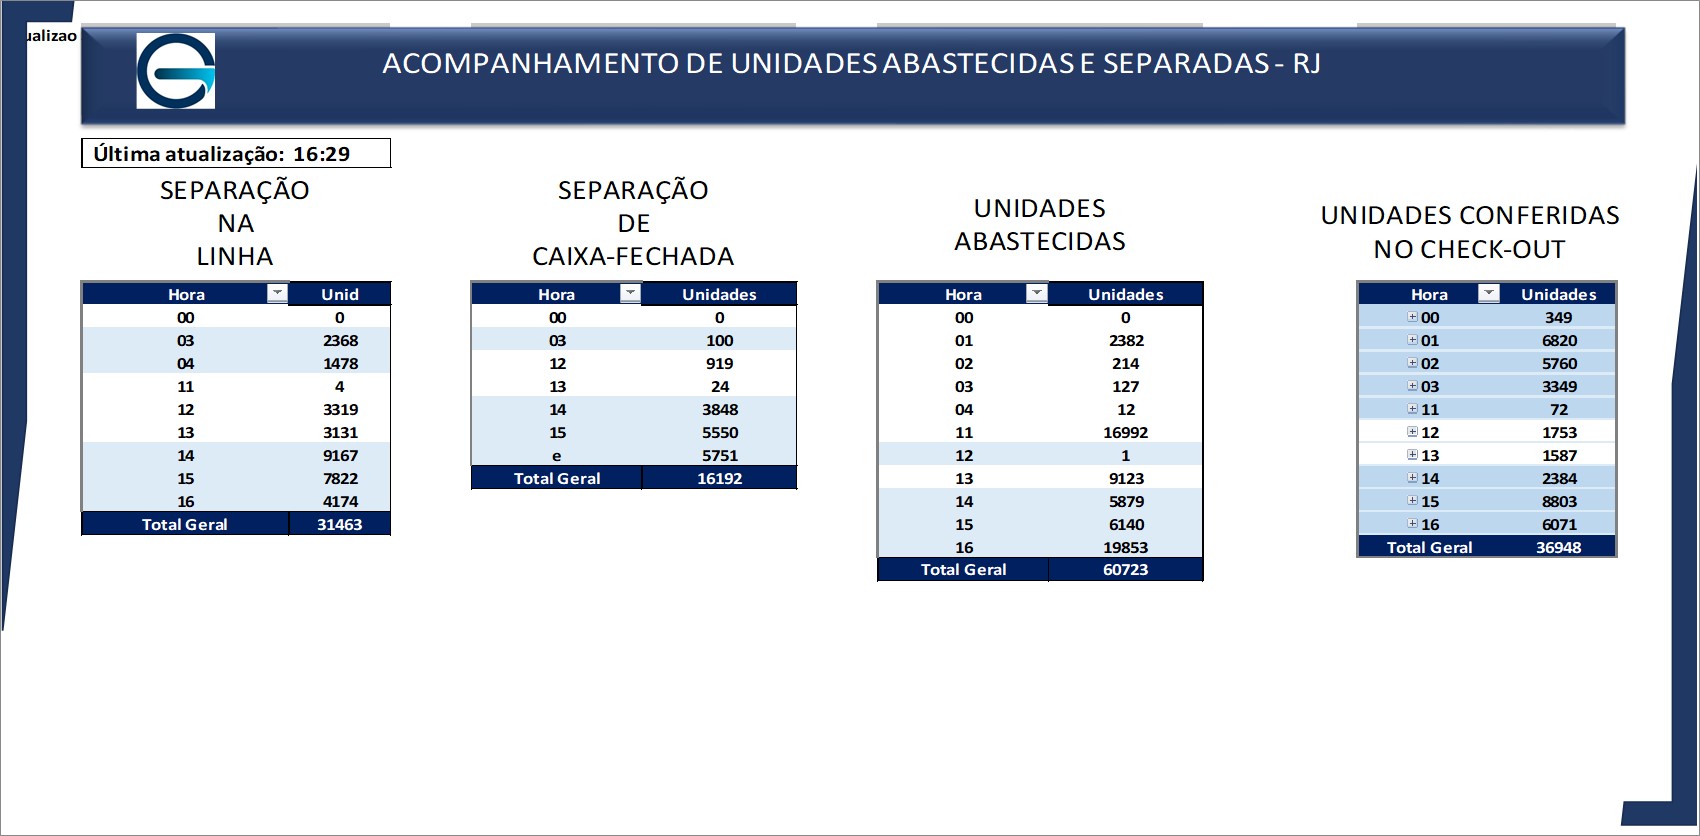 ualizao
ACOMPANHAMENTO DE UNIDADES ABASTECIDAS E SEPARADAS - RJ
Última atualização: 16:29
SEPARAÇÃO
NA
LINHA
Hora Unid
00 0
03 2368
04 1478
11 4
12 3319
13 3131
14 9167
15 7822
16 4174
Total Geral 31463
SEPARAÇÃO
DE
CAIXA-FECHADA
Hora Unidades
00 0
03 100
12 919
13 24
14 3848
15 5550
e 5751
Total Geral 16192
UNIDADES
ABASTECIDAS
Hora Unidades
00 0
01 2382
02 214
03 127
04 12
11 16992
12 1
13 9123
14 5879
15 6140
16 19853
Total Geral 60723
UNIDADES CONFERIDAS
NO CHECK-OUT
Hora Unidades
00 349
01 6820
02 5760
03 3349
11 72
12 1753
13 1587
14 2384
15 8803
16 6071
Total Geral 36948